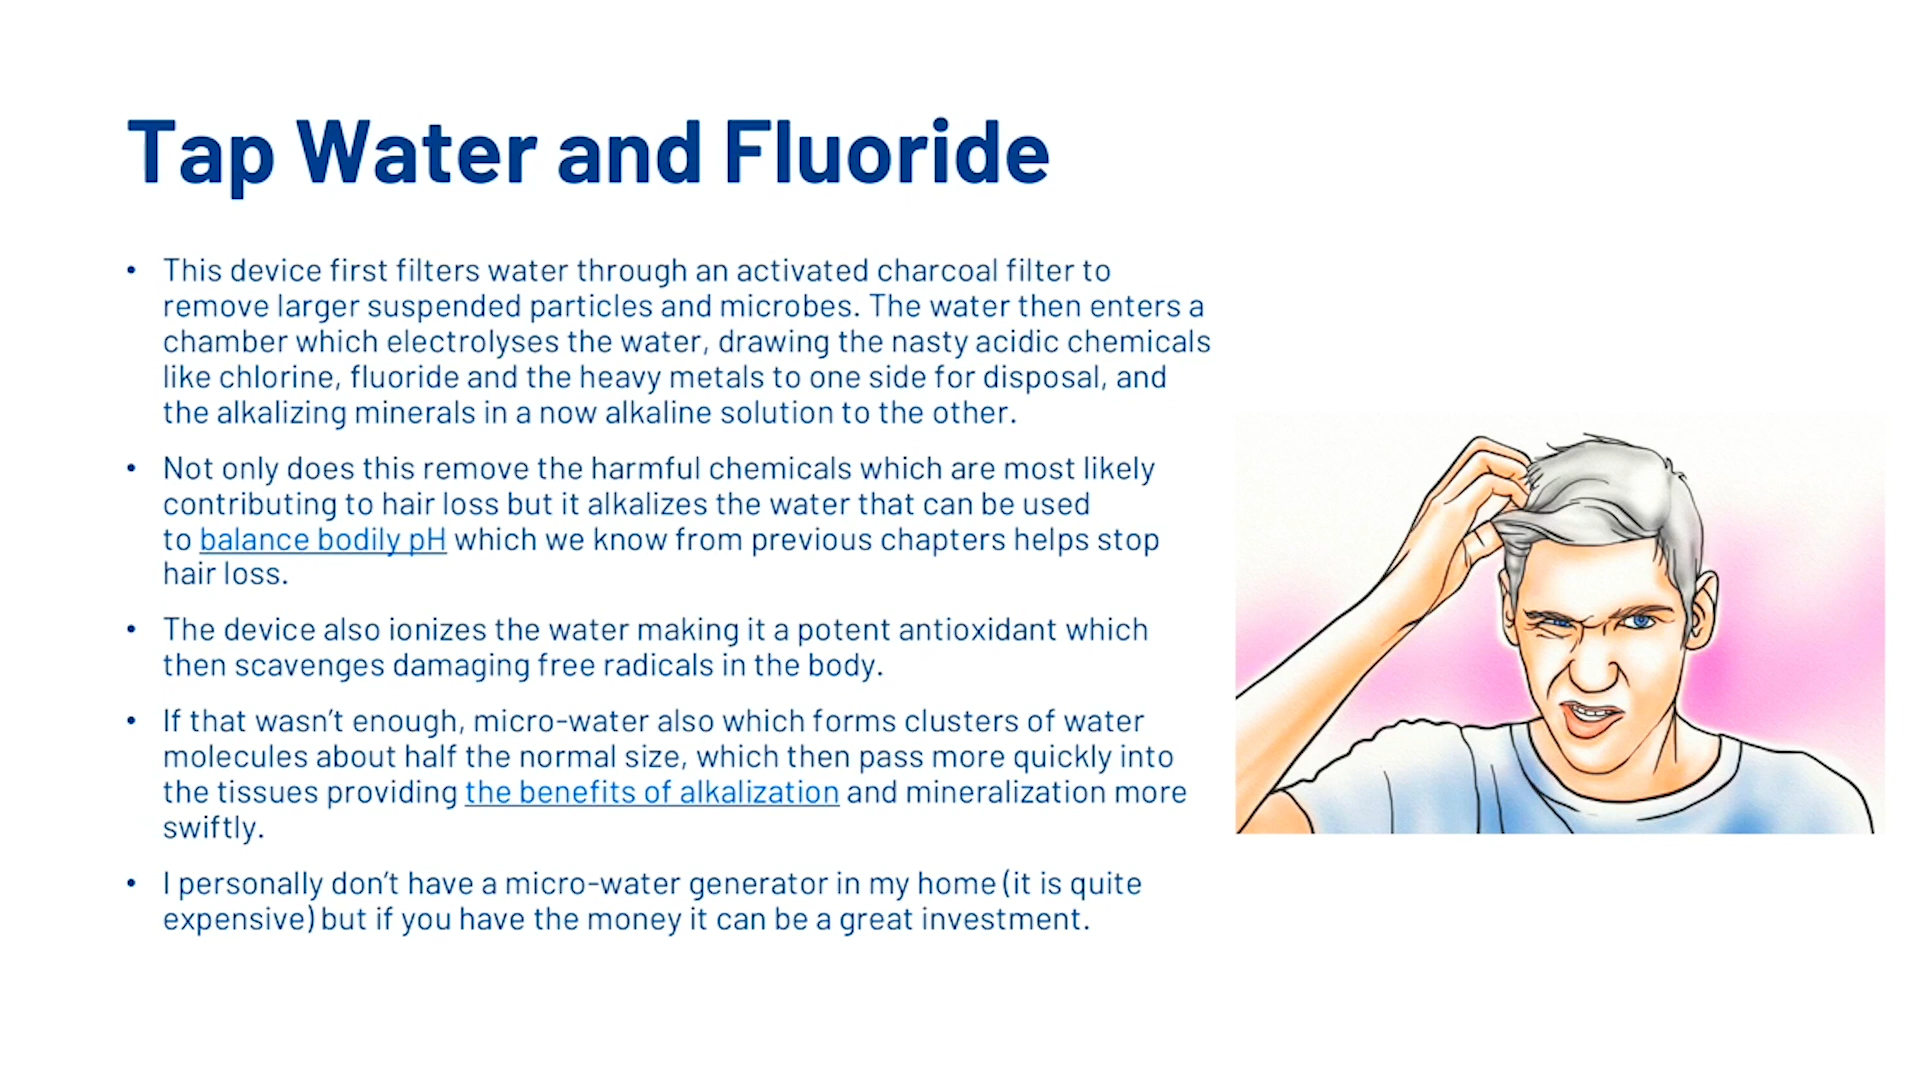 Tap Water and Fluoride
• This device first filters water through an activated charcoal filter to
remove larger suspended particles and microbes. The water then enters a
chamber which electrolyses the water, drawing the nasty acidic chemicals
like chlorine, fluoride and the heavy metals to one side for disposal, and
the alkalizing minerals in a now alkaline solution to the other.
• Not only does this remove the harmful chemicals which are most likely
contributing to hair loss but it alkalizes the water that can be used
to balance bodily pH which we know from previous chapters helps stop
hair loss.
• The device also ionizes the water making it a potent antioxidant which
then scavenges damaging free radicals in the body.
• If that wasn't enough, micro-water also which forms clusters of water
molecules about half the normal size, which then pass more quickly into
the tissues providing the benefits of alkalization and mineralization more
swiftly.
• I personally don't have a micro-water generator in my home (it is quite
expensive) but if you have the money it can be a great investment.